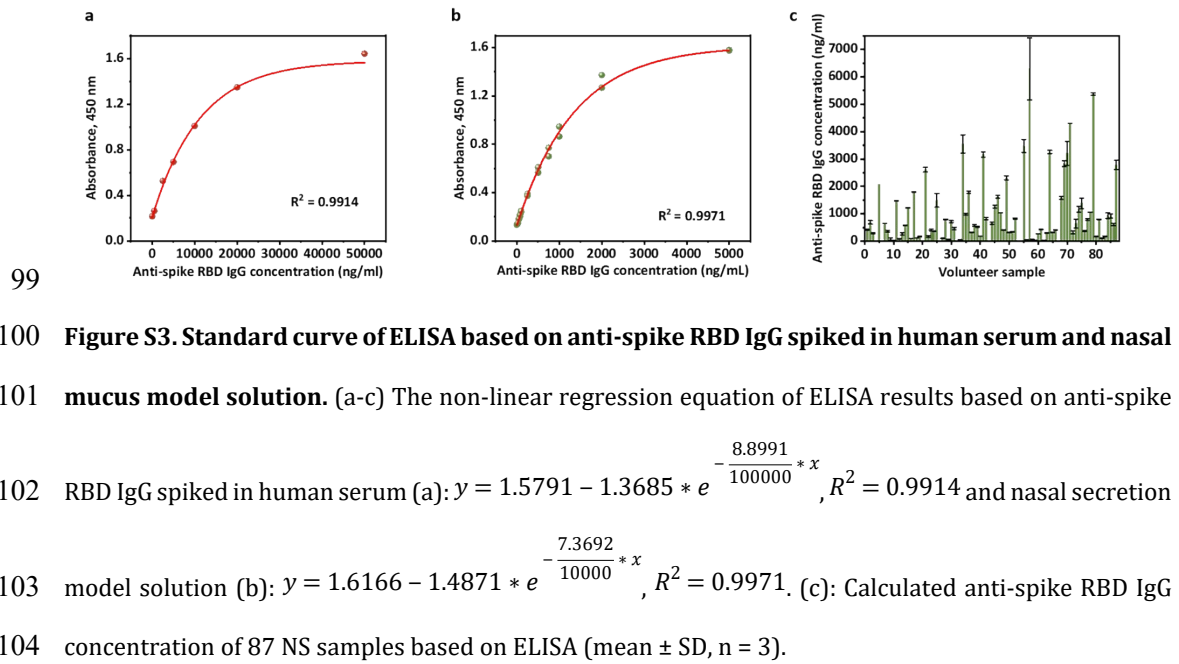 a
b
c
1.6
1.2
0.8
0.4
0.0
Absorbance, 450 nm
R² = 0.9914
0 10000 20000 30000 40000 50000
Anti-spike RBD IgG concentration (ng/ml)
1.6
1.2
0.8
0.4
0.0
Absorbance, 450 nm
R² = 0.9971
0 1000 2000 3000 4000 5000
Anti-spike RBD IgG concentration (ng/mL)
7000
6000
5000
4000
3000
2000
1000
0
Anti-spike RBD IgG concentration (ng/ml)
0 10 20 30 40 50 60 70 80
Volunteer sample
99
100 Figure S3. Standard curve of ELISA based on anti-spike RBD IgG spiked in human serum and nasal
101 mucus model solution. (a-c) The non-linear regression equation of ELISA results based on anti-spike
102 RBD IgG spiked in human serum (a): y = 1.5791 – 1.3685 * e^(-8.8991/100000 * x), R² = 0.9914 and nasal secretion
103 model solution (b): y = 1.6166 – 1.4871 * e^(-7.3692/10000 * x), R² = 0.9971. (c): Calculated anti-spike RBD IgG
104 concentration of 87 NS samples based on ELISA (mean ± SD, n = 3).